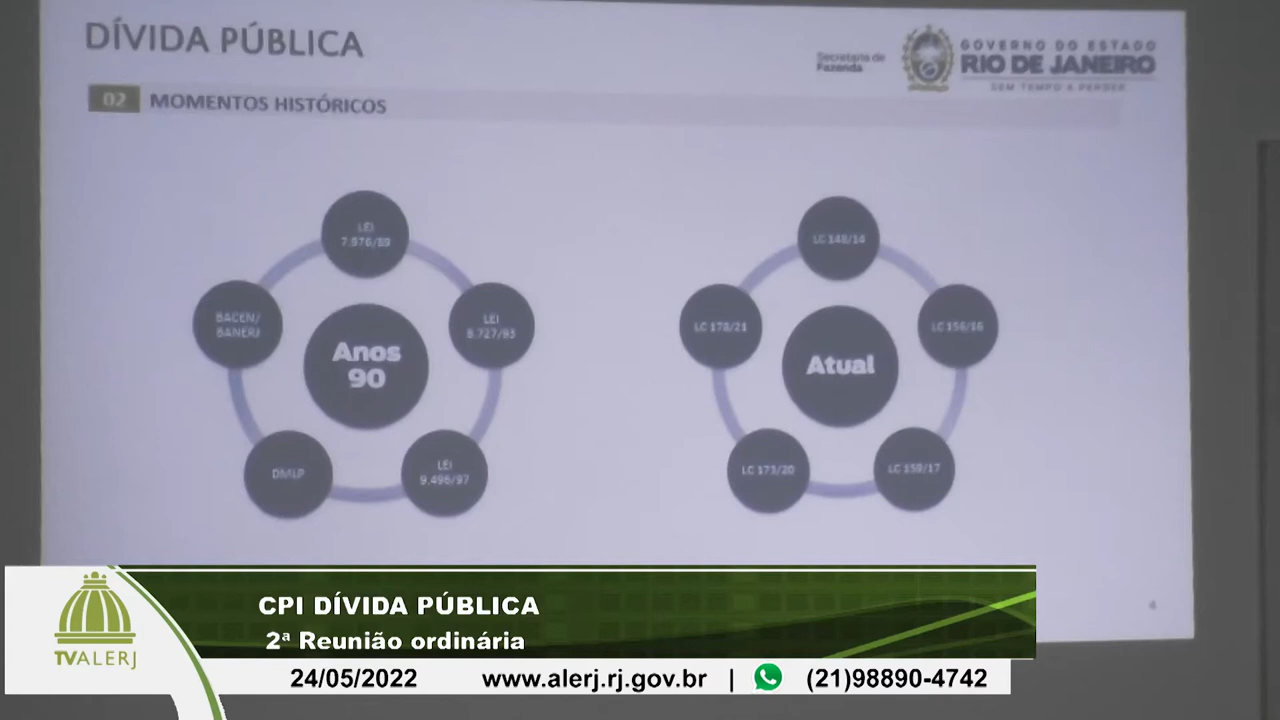 DÍVIDA PÚBLICA
Secretaria de
Fazenda
GOVERNO DO ESTADO
RIO DE JANEIRO
SEM TEMPO A PERDER
02 MOMENTOS HISTÓRICOS
LEI
7.976/89
BACEN/
BANERJ
LEI
8.727/93
Anos
90
DMLP
LEI
9.496/97
LC 148/14
LC 178/21
LC 156/16
Atual
LC 173/20
LC 159/17
4
CPI DÍVIDA PÚBLICA
2ª Reunião ordinária
TVALERJ
24/05/2022 www.alerj.rj.gov.br | (21)98890-4742